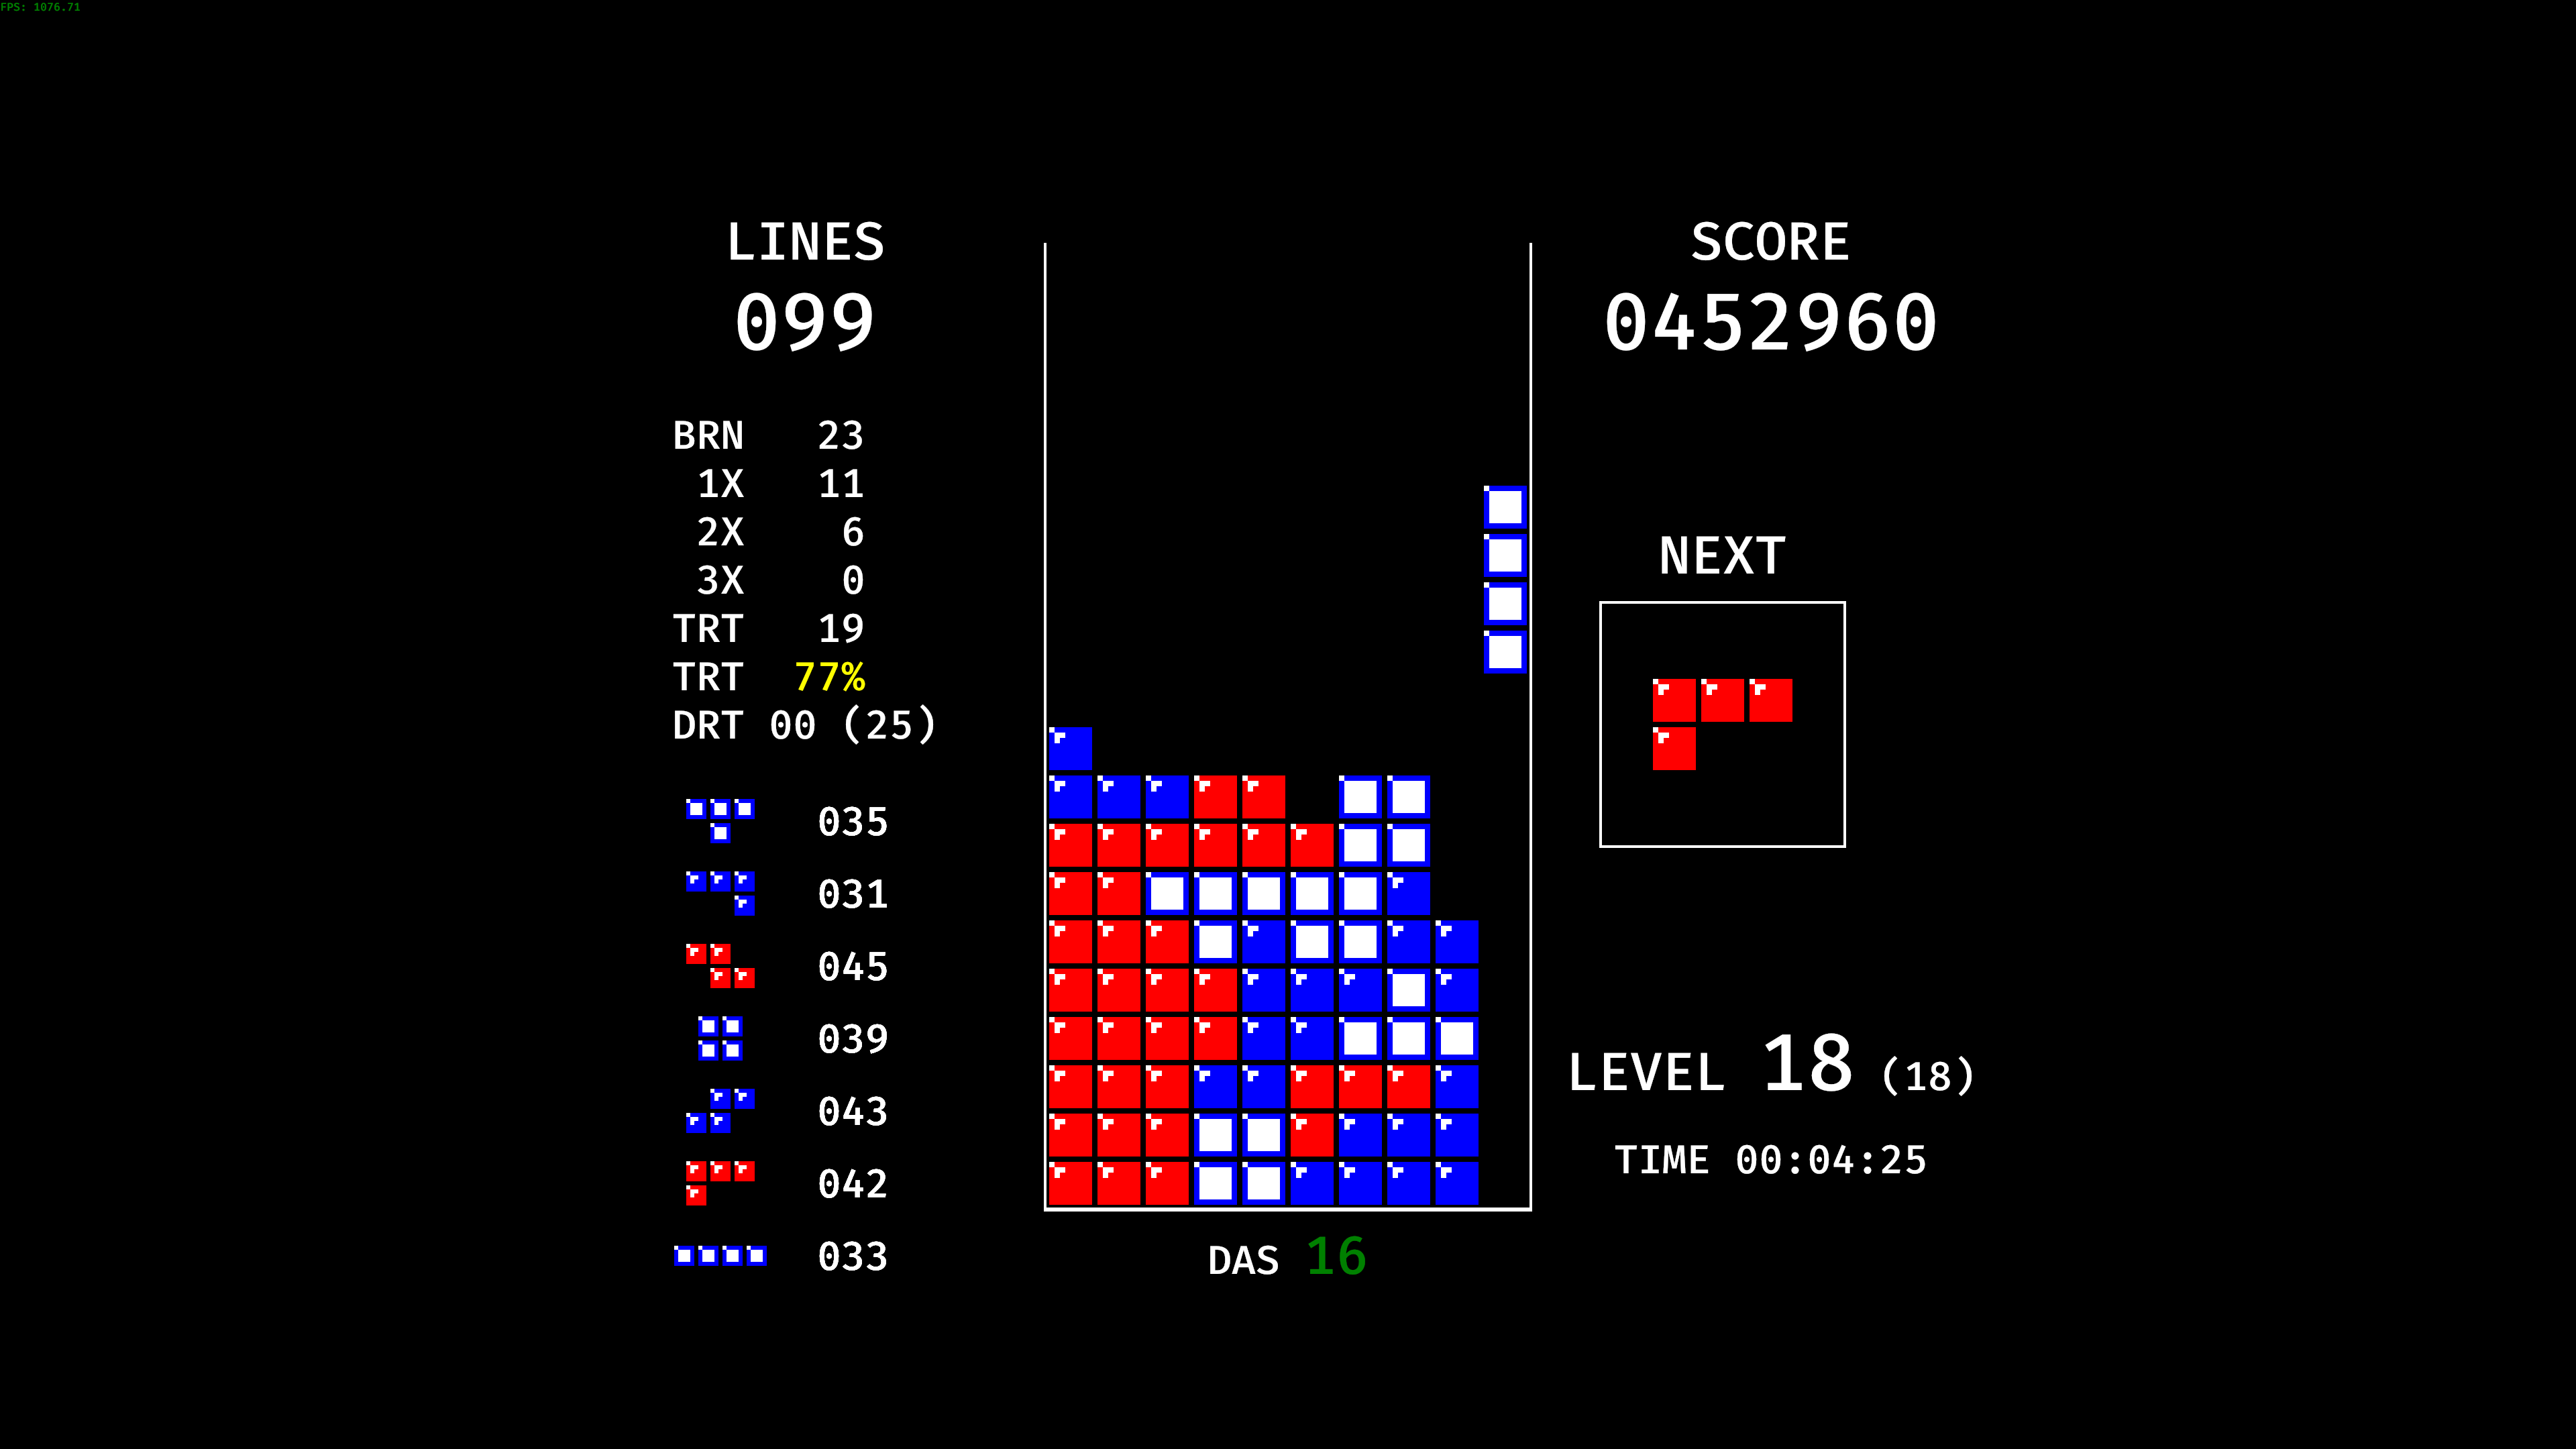 FPS: 1076.71
LINES
099
BRN 23
1X 11
2X 6
3X 0
TRT 19
TRT 77%
DRT 00 (25)
035
031
045
039
043
042
033
DAS 16
SCORE
0452960
NEXT
LEVEL 18 (18)
TIME 00:04:25